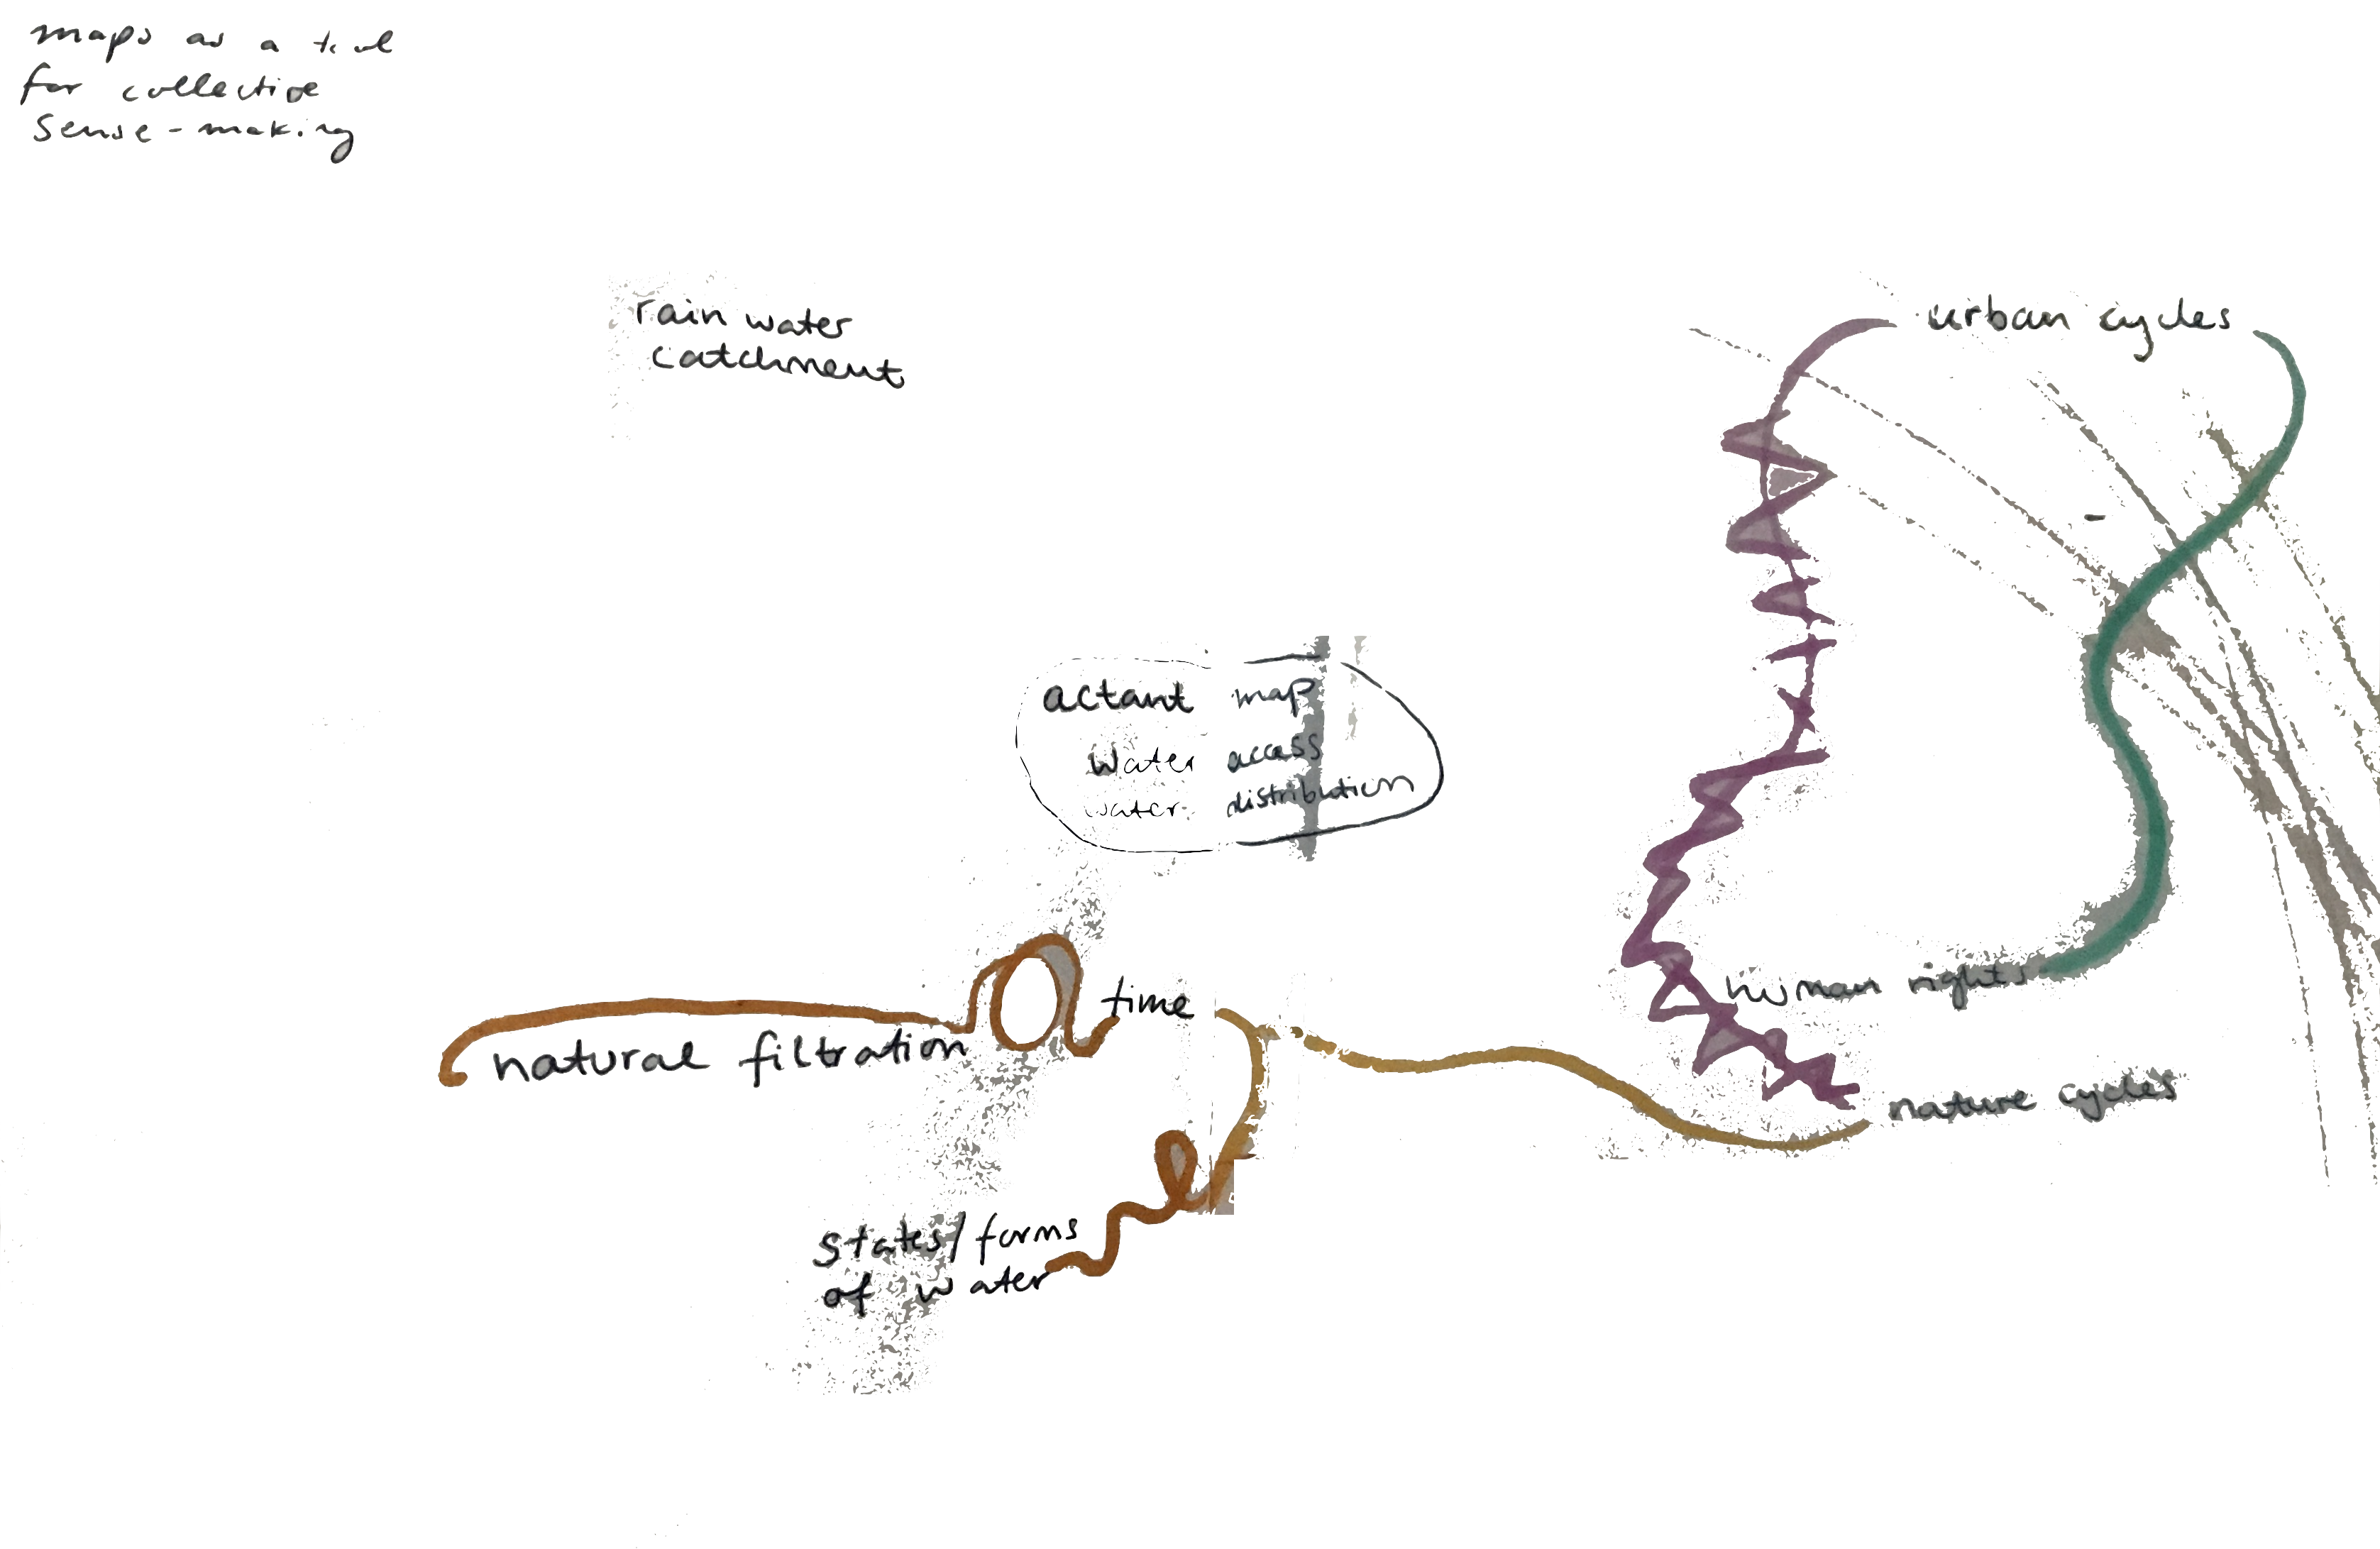 maps as a tool
for collective
sense-making
rain water
catchment
urban cycles
actant map
water access
water distribution
time
human rights
natural filtration
nature cycles
states/forms
of water